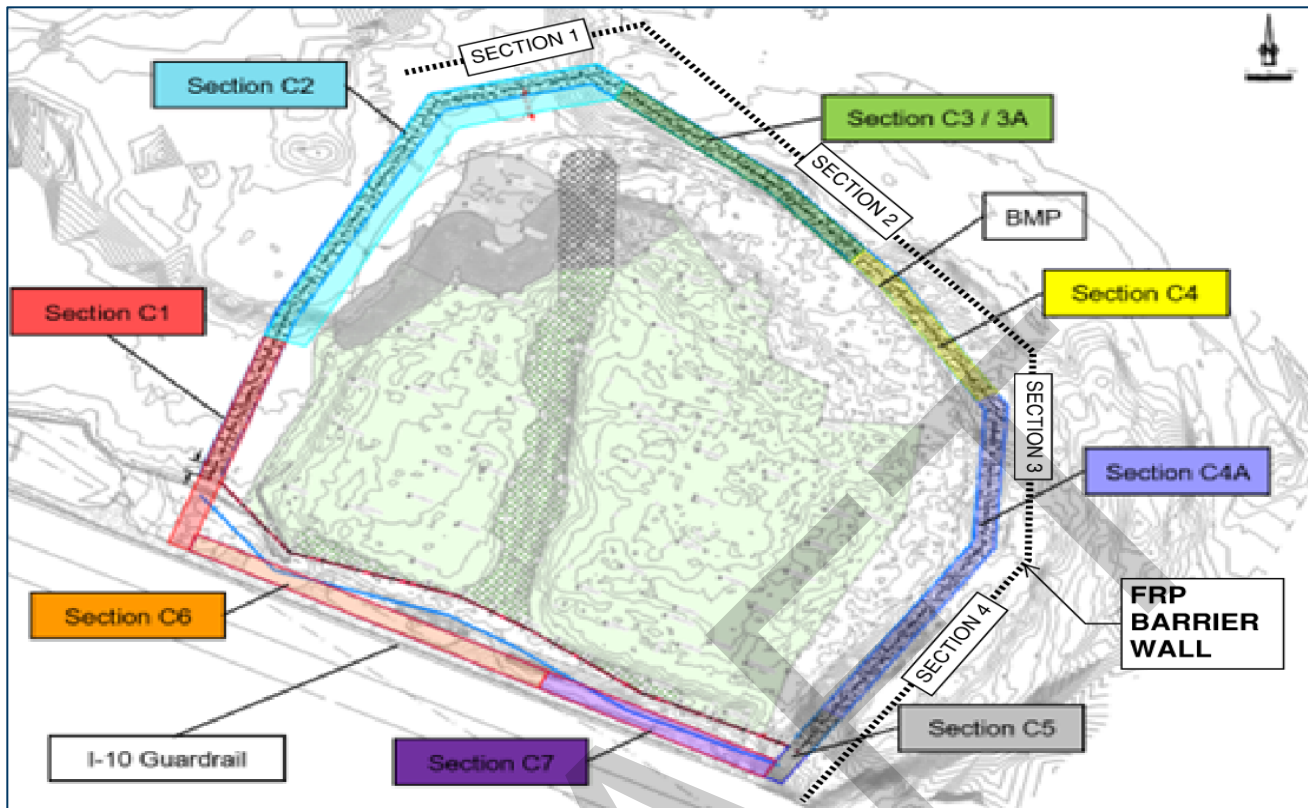 SECTION 1
N
Section C2
Section C3 / 3A
SECTION 2
BMP
Section C4
Section C1
SECTION 3
Section C4A
FRP
BARRIER
WALL
Section C6
SECTION 4
Section C5
I-10 Guardrail
Section C7